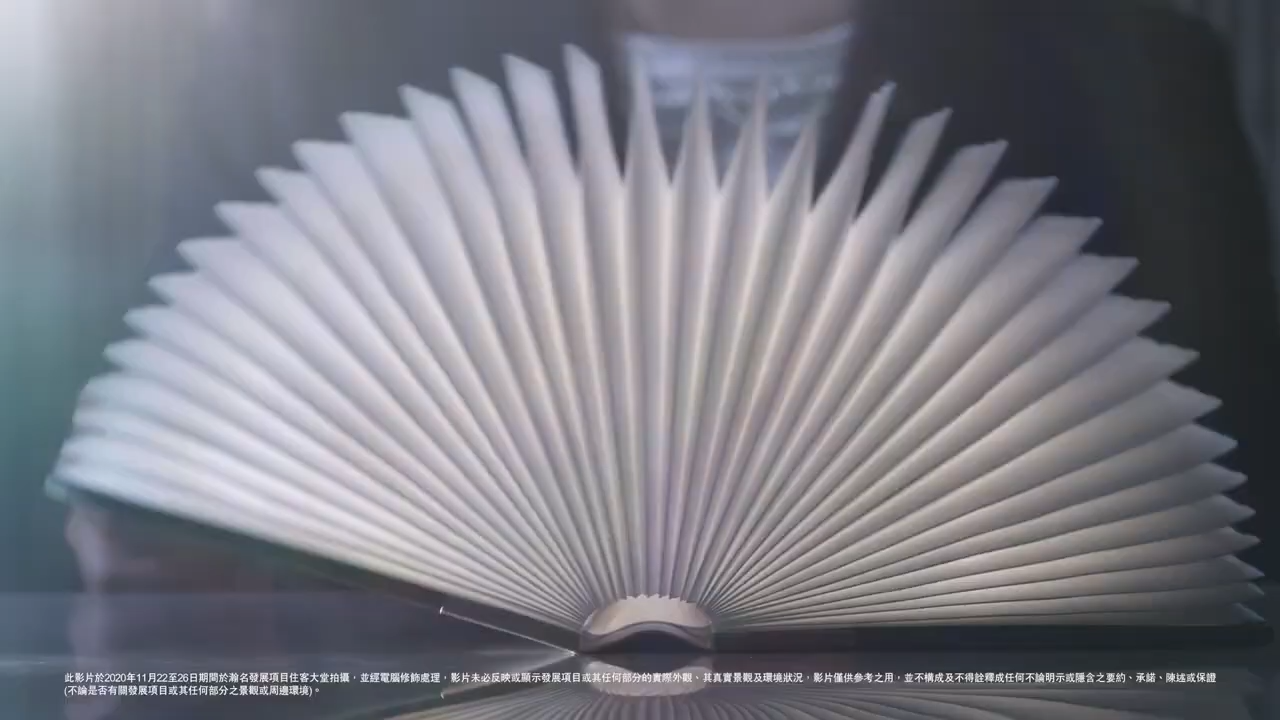 此影片於2020年11月22至26日期間於瀚名發展項目住客大堂拍攝，並經電腦修飾處理，影片未必反映或顯示發展項目或其任何部分的實際外觀、其真實景觀及環境狀況，影片僅供參考之用，並不構成及不得詮釋成任何不論明示或隱含之要約、承諾、陳述或保證
(不論是否有關發展項目或其任何部分之景觀或周邊環境)。